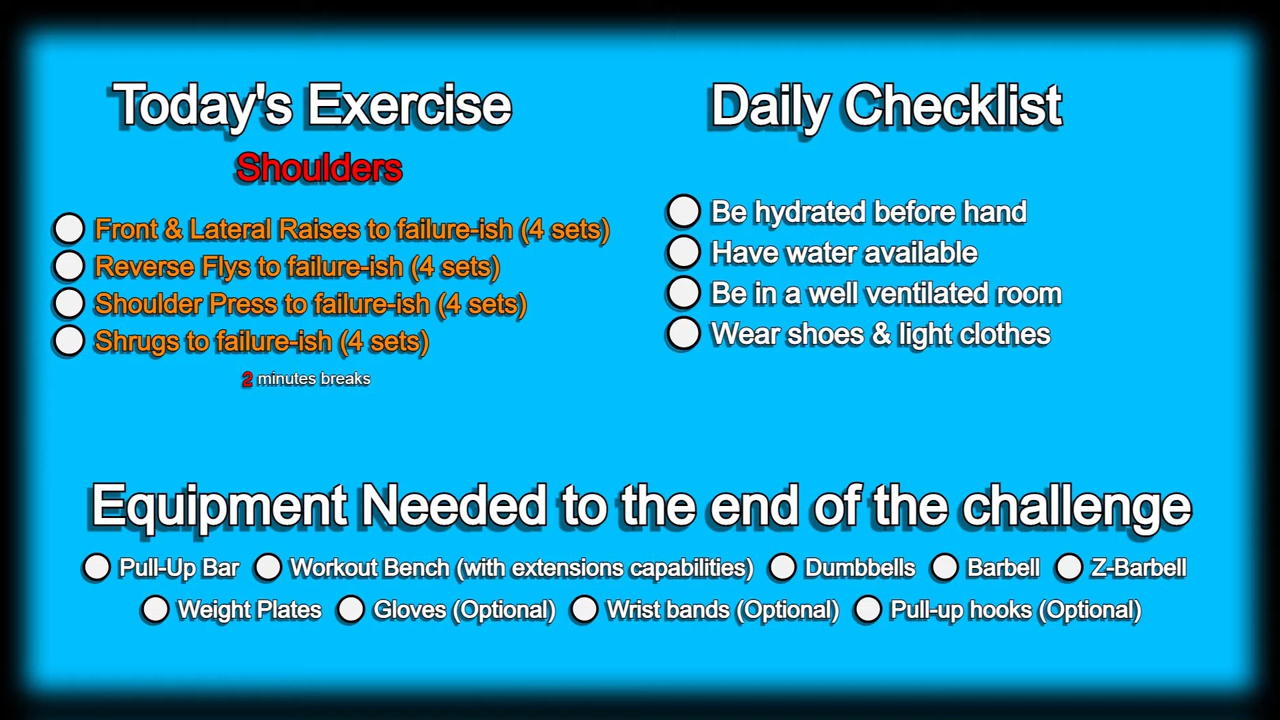 Today's Exercise
Shoulders
Front & Lateral Raises to failure-ish (4 sets)
Reverse Flys to failure-ish (4 sets)
Shoulder Press to failure-ish (4 sets)
Shrugs to failure-ish (4 sets)
2 minutes breaks
Daily Checklist
Be hydrated before hand
Have water available
Be in a well ventilated room
Wear shoes & light clothes
Equipment Needed to the end of the challenge
Pull-Up Bar Workout Bench (with extensions capabilities) Dumbbells Barbell Z-Barbell
Weight Plates Gloves (Optional) Wrist bands (Optional) Pull-up hooks (Optional)